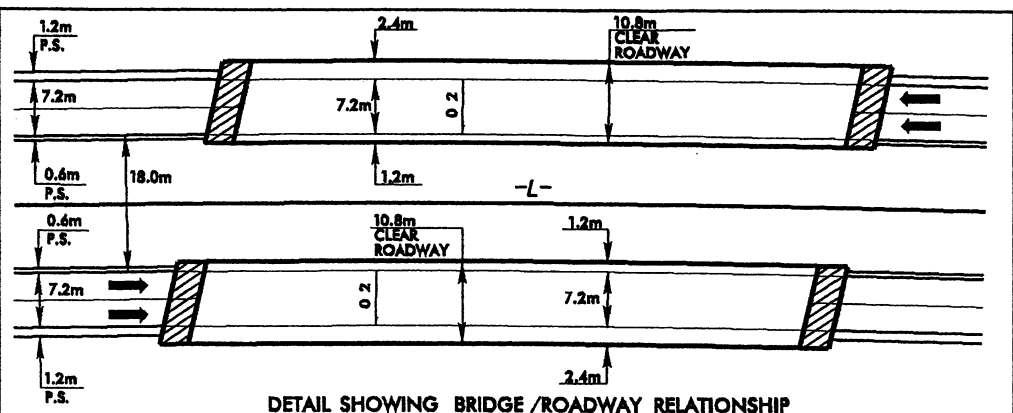 1.2m
P.S.
2.4m
10.8m
CLEAR
ROADWAY
7.2m
7.2m
0 2
0.6m
P.S.
18.0m
1.2m
-L-
0.6m
P.S.
10.8m
CLEAR
ROADWAY
1.2m
7.2m
0 2
7.2m
1.2m
P.S.
2.4m
DETAIL SHOWING BRIDGE/ROADWAY RELATIONSHIP